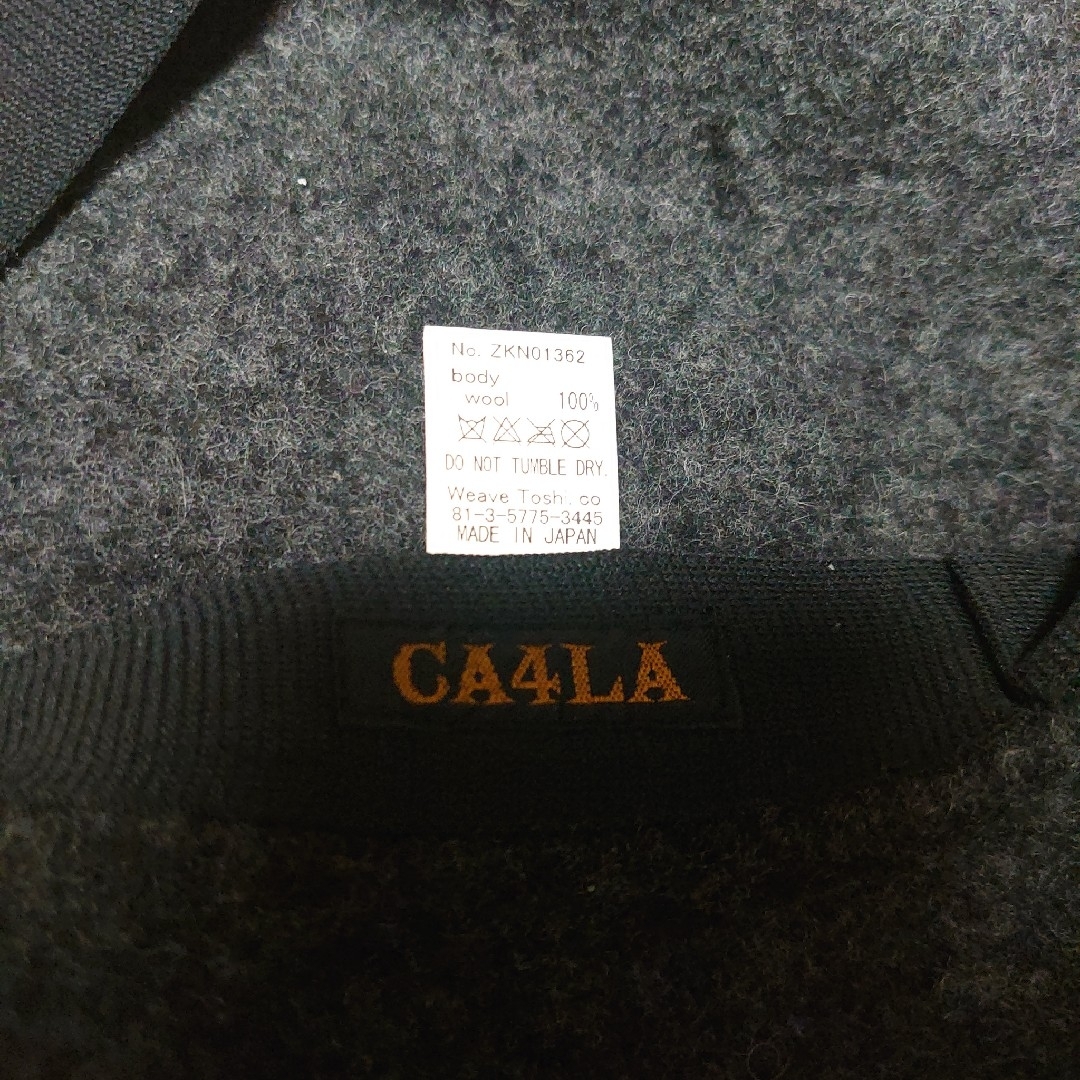 No. ZKN01362
body
wool 100%
DO NOT TUMBLE DRY.
Weave Toshi. co
81-3-5775-3445
MADE IN JAPAN
CA4LA